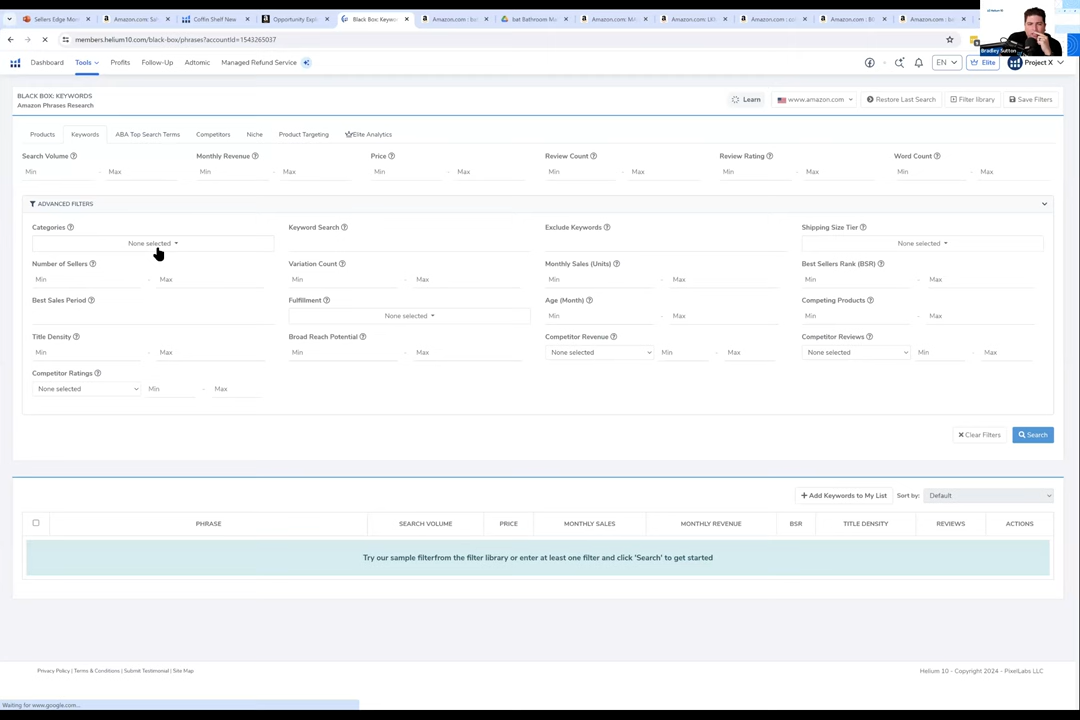 Sellers Edge Mon
Amazon.com: Sa
Coffin Shelf New
Opportunity Expl
Black Box: Keywo
Amazon.com : b
bat Bathroom M
Amazon.com: M
Amazon.com: LX
Amazon.com :
Amazon.com : B
Amazon.com : ba
members.helium10.com/black-box/phrases?accountid=1543265037
Bradley Sutton
Dashboard
Tools
Profits
Follow-Up
Adtomic
Managed Refund Service
EN
Elite
Project X
BLACK BOX: KEYWORDS
Amazon Phrases Research
Learn
www.amazon.com
Restore Last Search
Filter library
Save Filters
Products
Keywords
ABA Top Search Terms
Competitors
Niche
Product Targeting
Elite Analytics
Search Volume
Monthly Revenue
Price
Review Count
Review Rating
Word Count
Min - Max
Min - Max
Min - Max
Min - Max
Min - Max
Min - Max
ADVANCED FILTERS
Categories
Keyword Search
Exclude Keywords
Shipping Size Tier
None selected
None selected
Number of Sellers
Variation Count
Monthly Sales (Units)
Best Sellers Rank (BSR)
Min - Max
Min - Max
Min - Max
Min - Max
Best Sales Period
Fulfillment
Age (Month)
Competing Products
None selected
Min - Max
Min - Max
Title Density
Broad Reach Potential
Competitor Revenue
Competitor Reviews
Min - Max
Min - Max
None selected
Min - Max
None selected
Min - Max
Competitor Ratings
None selected
Min - Max
Clear Filters
Search
+ Add Keywords to My List
Sort by:
Default
PHRASE
SEARCH VOLUME
PRICE
MONTHLY SALES
MONTHLY REVENUE
BSR
TITLE DENSITY
REVIEWS
ACTIONS
Try our sample filterfrom the filter library or enter at least one filter and click 'Search' to get started
Privacy Policy | Terms & Conditions | Submit Testimonial | Site Map
Helium 10 - Copyright 2024 - PixelLabs LLC
Waiting for www.google.com...